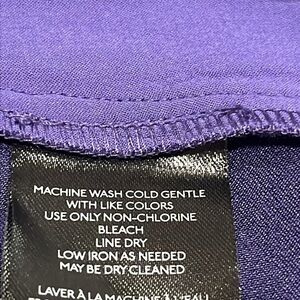 MACHINE WASH COLD GENTLE
WITH LIKE COLORS
USE ONLY NON-CHLORINE
BLEACH
LINE DRY
LOW IRON AS NEEDED
MAY BE DRY CLEANED
LAVER À LA MACHINE À L'EAU